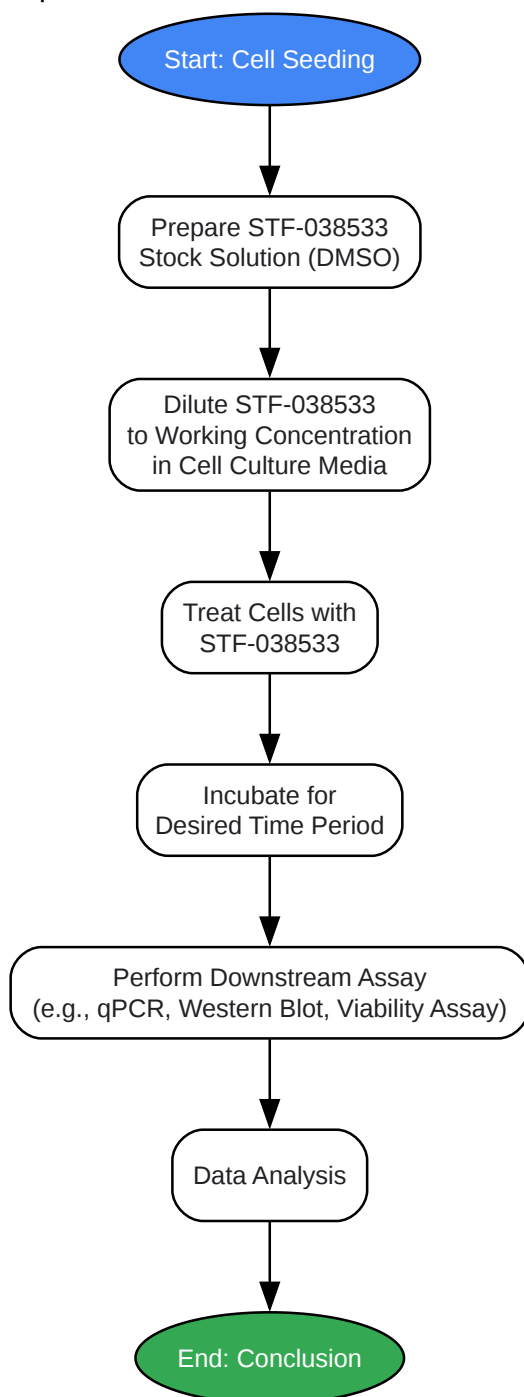 Start: Cell Seeding
Prepare STF-038533
Stock Solution (DMSO)
Dilute STF-038533
to Working Concentration
in Cell Culture Media
Treat Cells with
STF-038533
Incubate for
Desired Time Period
Perform Downstream Assay
(e.g., qPCR, Western Blot, Viability Assay)
Data Analysis
End: Conclusion